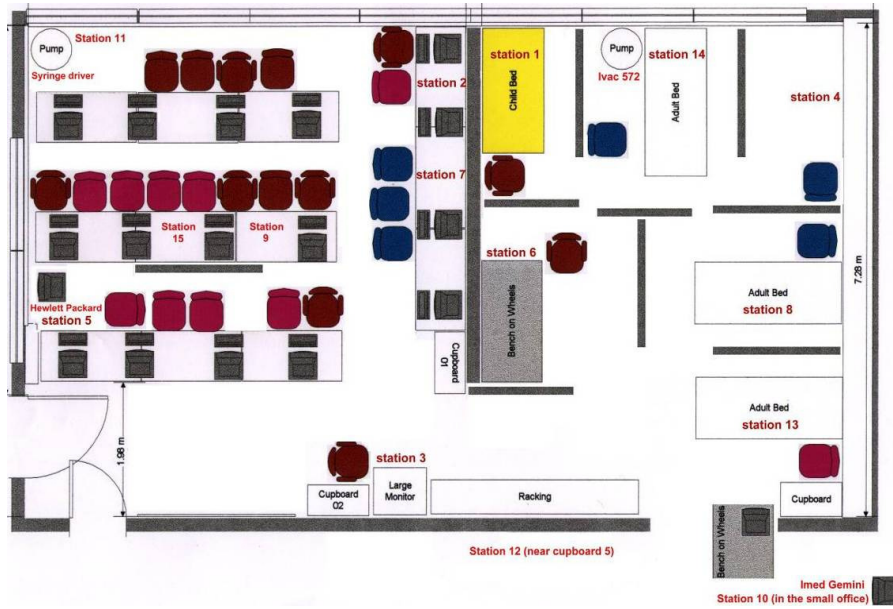 Pump
Station 11
Syringe driver
station 2
station 1
Child Bed
Pump
Ivac 572
station 14
Adult Bed
station 4
station 7
Station
15
Station
9
station 6
Bench on Wheels
7.28 m
Adult Bed
station 8
Hewlett Packard
station 5
Cupboard
01
Adult Bed
station 13
1.98 m
station 3
Cupboard
02
Large
Monitor
Racking
Cupboard
Bench on Wheels
Station 12 (near cupboard 5)
Imed Gemini
Station 10 (in the small office)